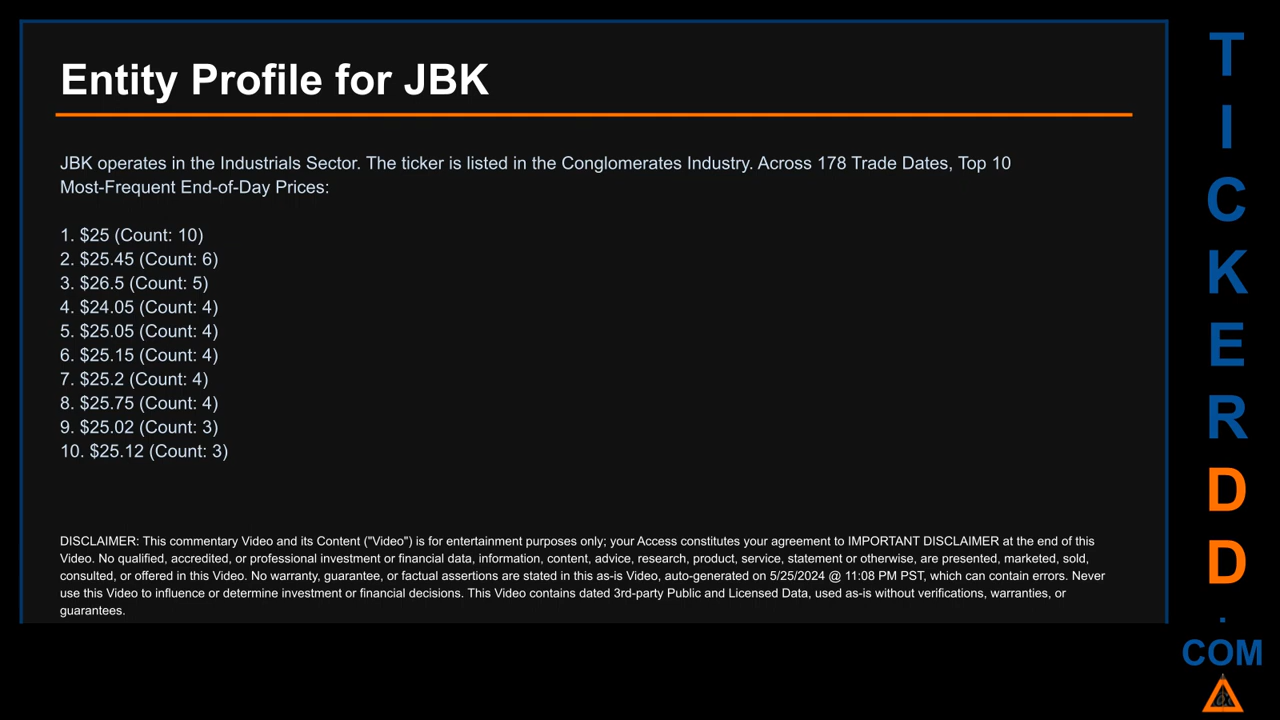 Entity Profile for JBK
JBK operates in the Industrials Sector. The ticker is listed in the Conglomerates Industry. Across 178 Trade Dates, Top 10
Most-Frequent End-of-Day Prices:
1. $25 (Count: 10)
2. $25.45 (Count: 6)
3. $26.5 (Count: 5)
4. $24.05 (Count: 4)
5. $25.05 (Count: 4)
6. $25.15 (Count: 4)
7. $25.2 (Count: 4)
8. $25.75 (Count: 4)
9. $25.02 (Count: 3)
10. $25.12 (Count: 3)
DISCLAIMER: This commentary Video and its Content ("Video") is for entertainment purposes only; your Access constitutes your agreement to IMPORTANT DISCLAIMER at the end of this
Video. No qualified, accredited, or professional investment or financial data, information, content, advice, research, product, service, statement or otherwise, are presented, marketed, sold,
consulted, or offered in this Video. No warranty, guarantee, or factual assertions are stated in this as-is Video, auto-generated on 5/25/2024 @ 11:08 PM PST, which can contain errors. Never
use this Video to influence or determine investment or financial decisions. This Video contains dated 3rd-party Public and Licensed Data, used as-is without verifications, warranties, or
guarantees.
T
I
C
K
E
R
D
D
.
COM